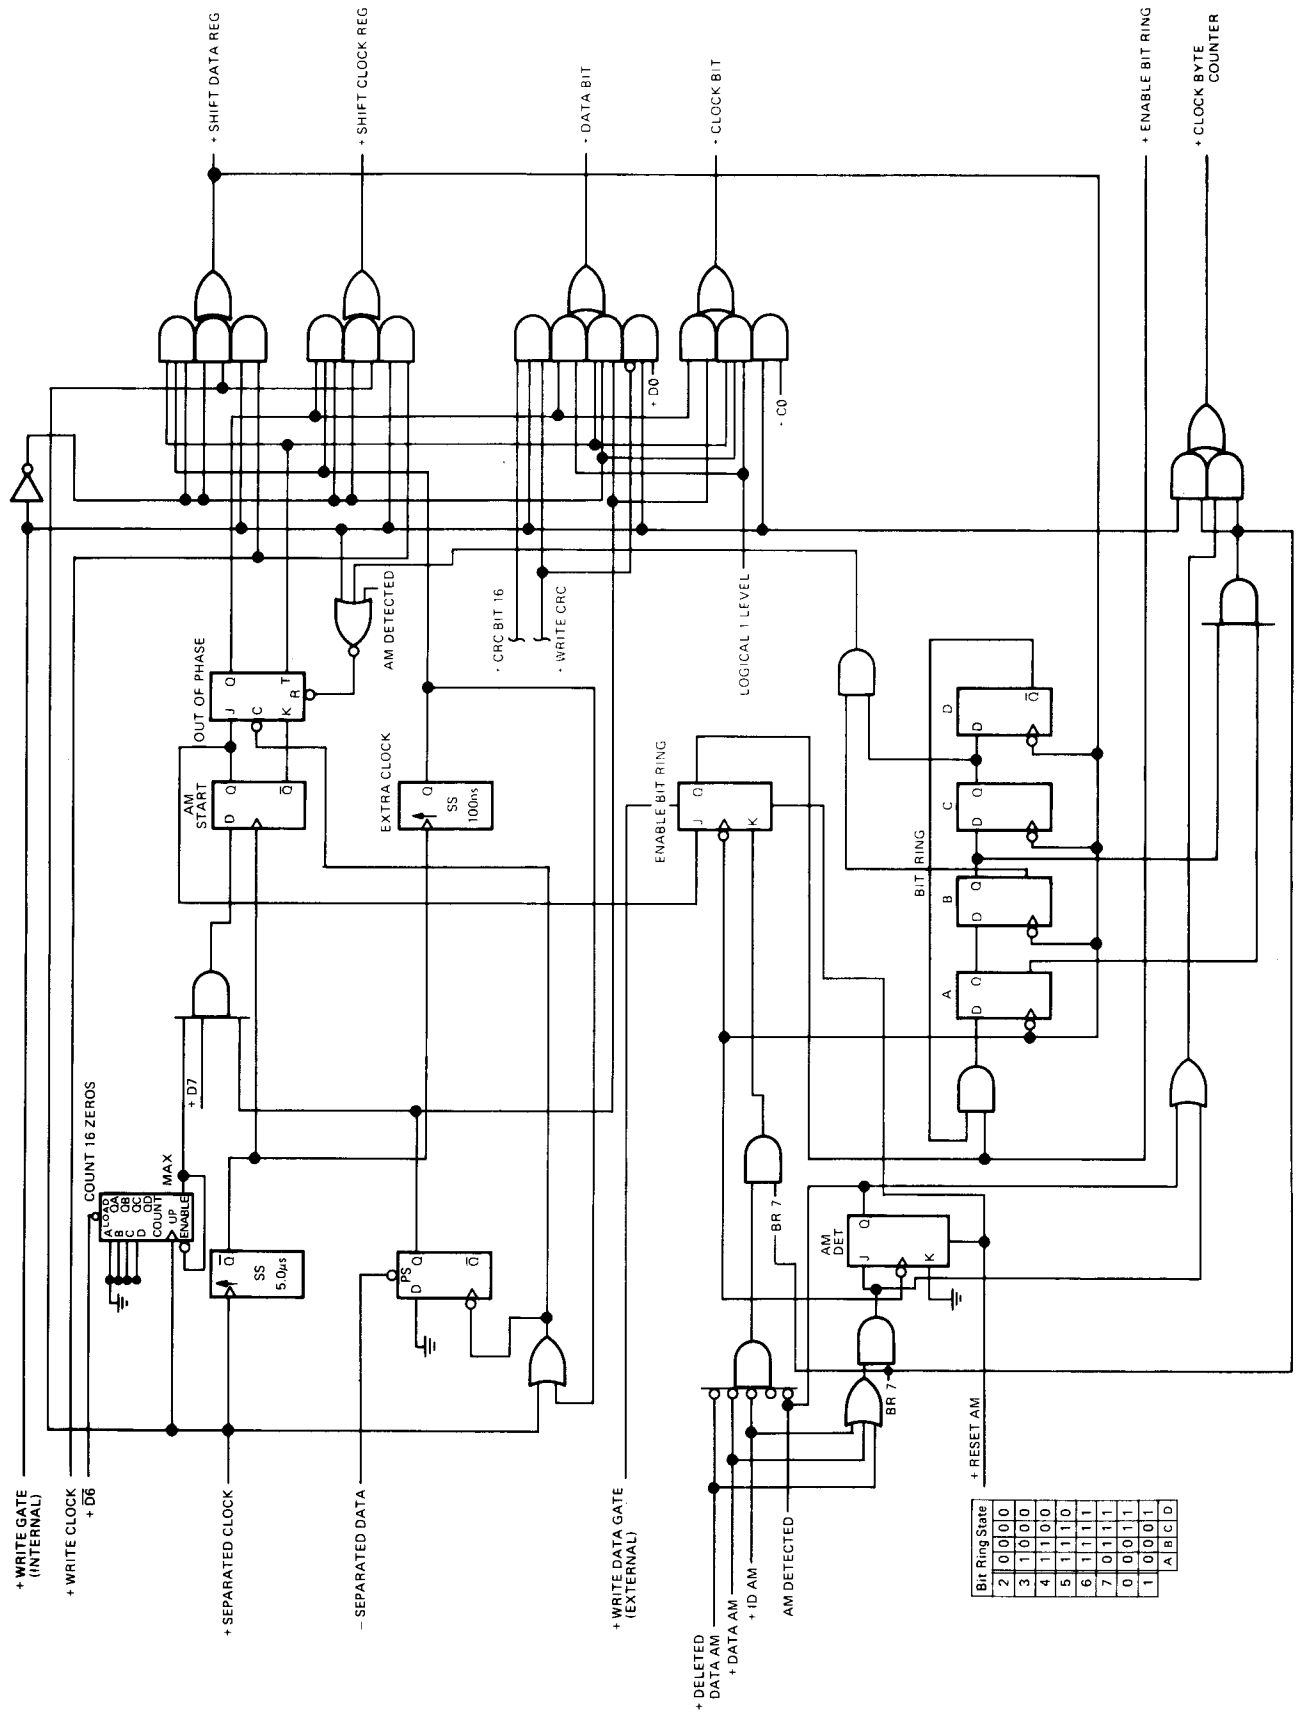 + WRITE GATE
(INTERNAL)
+ WRITE CLOCK
+ D6
+ SEPARATED CLOCK
– SEPARATED DATA
+ WRITE DATA GATE
(EXTERNAL)
+ DELETED
DATA AM
+ DATA AM
+ ID AM
AM DETECTED
+ RESET AM
COUNT 16 ZEROS
A LOAD
B QA
C QB
D QC
QD
COUNT
UP
ENABLE
MAX
+ D7
Q
SS
5.0µs
PS
D Q
Q
AM
START
D Q
Q
OUT OF PHASE
J Q
C
K T
R
AM DETECTED
EXTRA CLOCK
Q
SS
100ns
ENABLE BIT RING
J Q
K
- CRC BIT 16
- WRITE CRC
LOGICAL 1 LEVEL
+ D0
- C0
BR 7
BR 7
AM
DET
J Q
K
BIT RING
A
D Q
B
D Q
C
D Q
D
D
Q
+ SHIFT DATA REG
+ SHIFT CLOCK REG
- DATA BIT
- CLOCK BIT
+ ENABLE BIT RING
+ CLOCK BYTE
COUNTER
Bit Ring State
2 0 0 0 0
3 1 0 0 0
4 1 1 0 0
5 1 1 1 0
6 1 1 1 1
7 0 1 1 1
0 0 0 1 1
1 0 0 0 1
A B C D